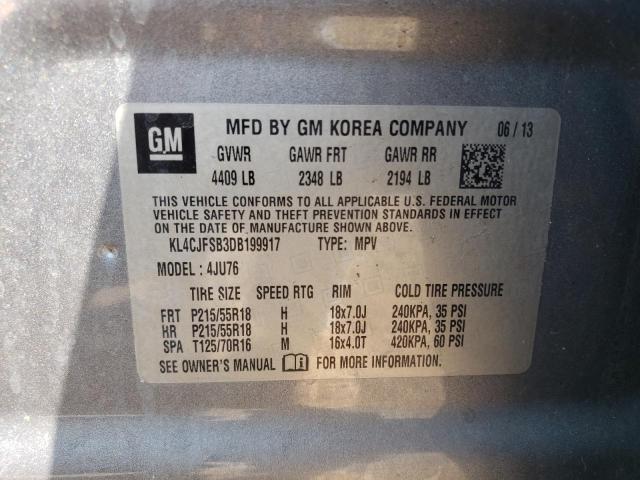 GM MFD BY GM KOREA COMPANY 06 / 13
GVWR GAWR FRT GAWR RR
4409 LB 2348 LB 2194 LB
THIS VEHICLE CONFORMS TO ALL APPLICABLE U.S. FEDERAL MOTOR
VEHICLE SAFETY AND THEFT PREVENTION STANDARDS IN EFFECT
ON THE DATE OF MANUFACTURE SHOWN ABOVE.
KL4CJFSB3DB199917 TYPE: MPV
MODEL: 4JU76
TIRE SIZE SPEED RTG RIM COLD TIRE PRESSURE
FRT P215/55R18 H 18x7.0J 240KPA, 35 PSI
RR P215/55R18 H 18x7.0J 240KPA, 35 PSI
SPA T125/70R16 M 16x4.0T 420KPA, 60 PSI
SEE OWNER'S MANUAL FOR MORE INFORMATION.